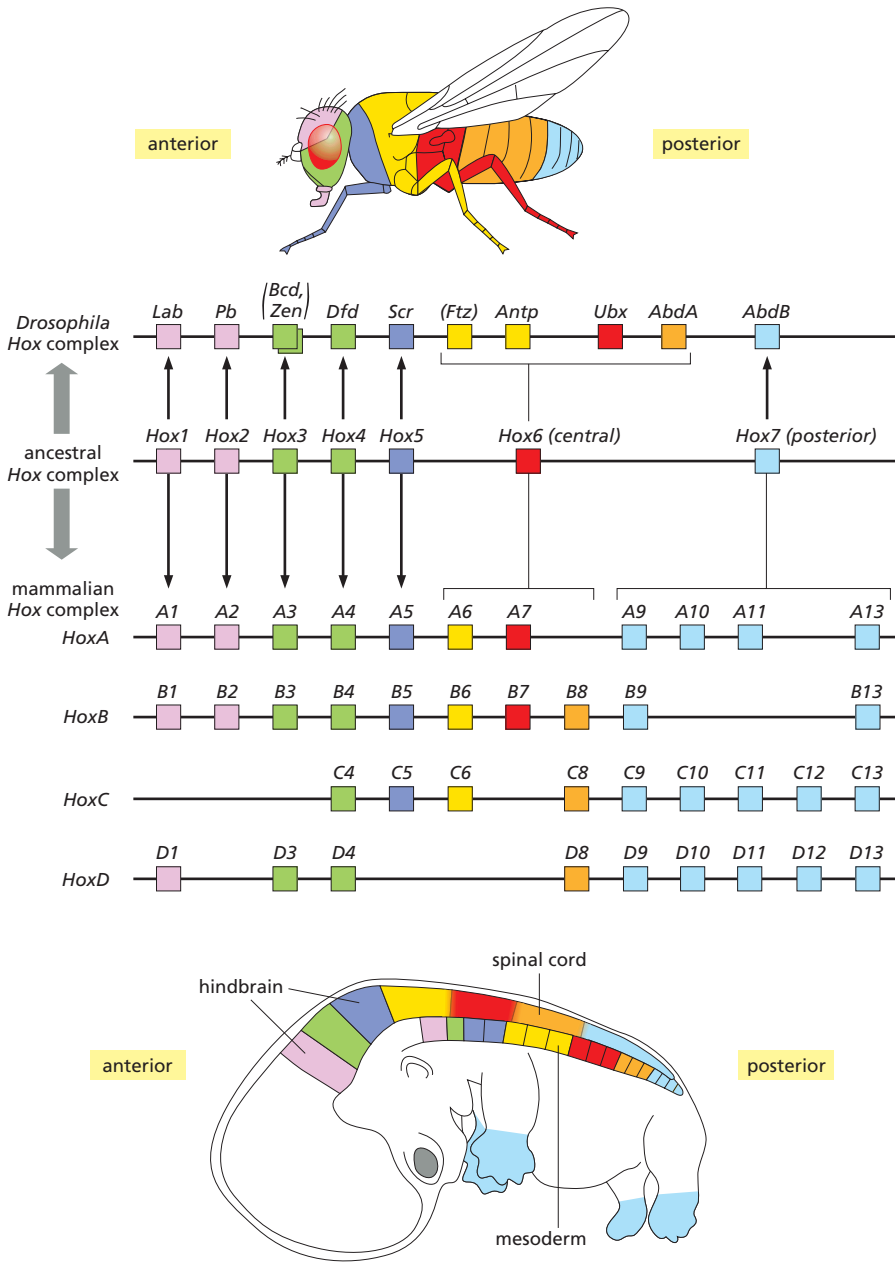 anterior
posterior
(Bcd,
Lab Pb Zen) Dfd Scr (Ftz) Antp Ubx AbdA AbdB
Drosophila
Hox complex
Hox1 Hox2 Hox3 Hox4 Hox5 Hox6 (central) Hox7 (posterior)
ancestral
Hox complex
mammalian
Hox complex
A1 A2 A3 A4 A5 A6 A7 A9 A10 A11 A13
HoxA
B1 B2 B3 B4 B5 B6 B7 B8 B9 B13
HoxB
C4 C5 C6 C8 C9 C10 C11 C12 C13
HoxC
D1 D3 D4 D8 D9 D10 D11 D12 D13
HoxD
spinal cord
hindbrain
anterior
posterior
mesoderm